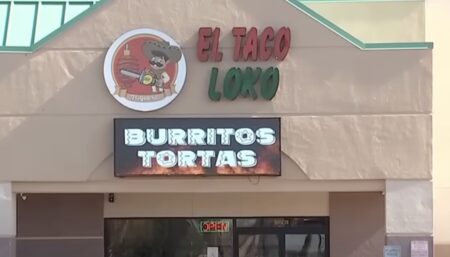 EL TACO
LOKO
BURRITOS
TORTAS
OPEN